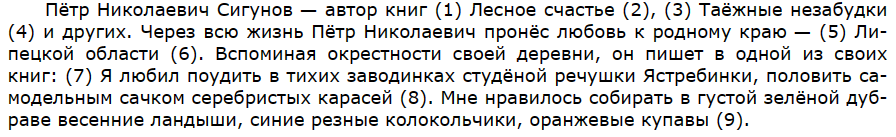 Пётр Николаевич Сигунов — автор книг (1) Лесное счастье (2), (3) Таёжные незабудки
(4) и других. Через всю жизнь Пётр Николаевич пронёс любовь к родному краю — (5) Ли-
пецкой области (6). Вспоминая окрестности своей деревни, он пишет в одной из своих
книг: (7) Я любил поудить в тихих заводинках студёной речушки Ястребинки, половить са-
модельным сачком серебристых карасей (8). Мне нравилось собирать в густой зелёной дуб-
раве весенние ландыши, синие резные колокольчики, оранжевые купавы (9).